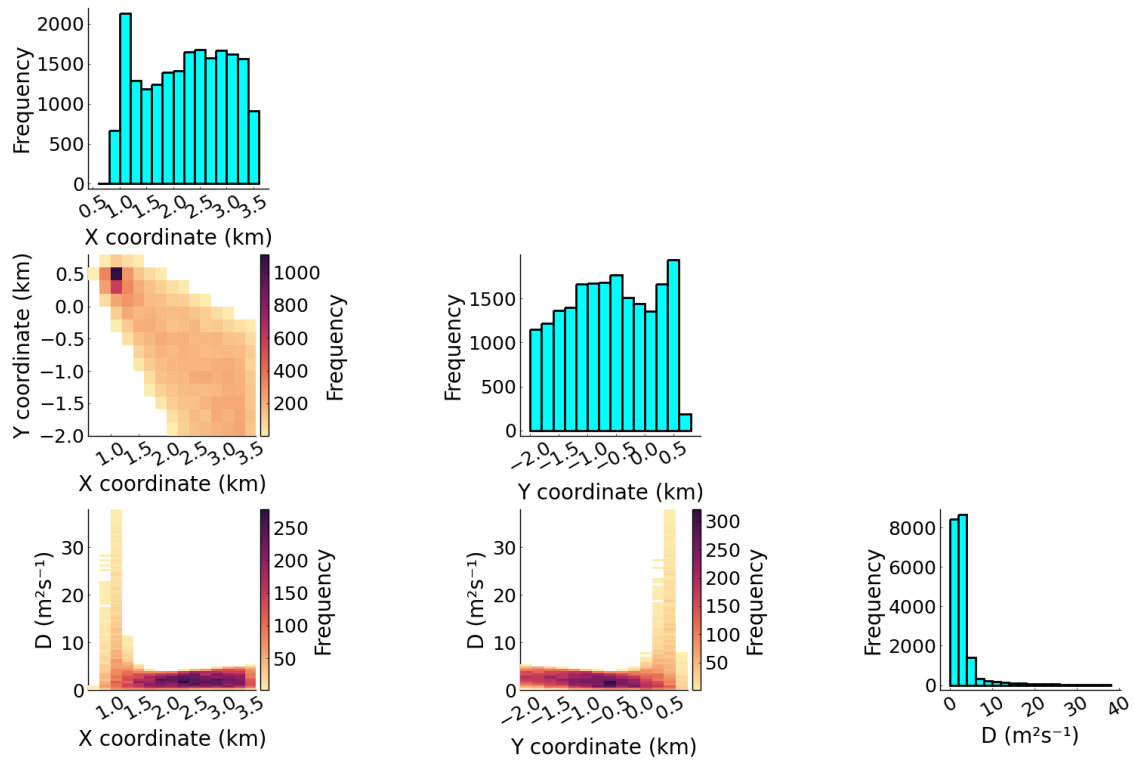 2000
1500
1000
500
0
Frequency
0.5 1.0 1.5 2.0 2.5 3.0 3.5
X coordinate (km)
0.5
0.0
−0.5
−1.0
−1.5
−2.0
Y coordinate (km)
1.0 1.5 2.0 2.5 3.0 3.5
X coordinate (km)
1000
800
600
400
200
Frequency
1500
1000
500
0
Frequency
−2.0 −1.5 −1.0 −0.5 0.0 0.5
Y coordinate (km)
30
20
10
0
D (m²s⁻¹)
1.0 1.5 2.0 2.5 3.0 3.5
X coordinate (km)
250
200
150
100
50
Frequency
30
20
10
0
D (m²s⁻¹)
−2.0 −1.5 −1.0 −0.5 0.0 0.5
Y coordinate (km)
300
250
200
150
100
50
Frequency
8000
6000
4000
2000
0
Frequency
0 10 20 30 40
D (m²s⁻¹)